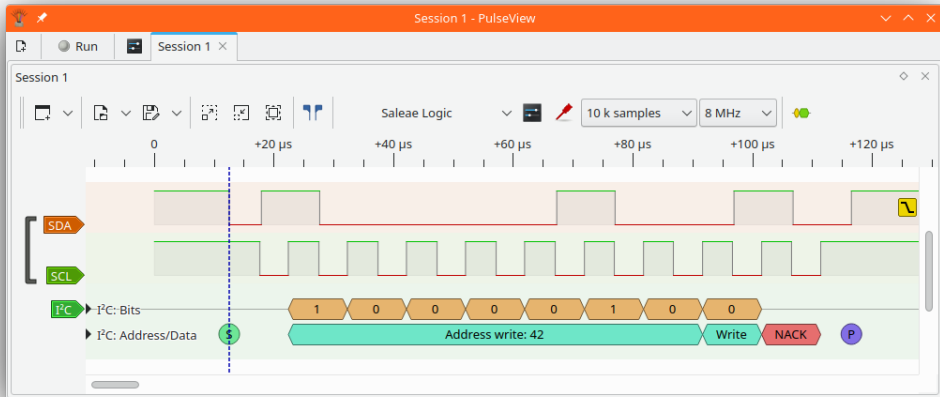 Session 1 - PulseView
Run
Session 1
Session 1
Saleae Logic
10 k samples
8 MHz
0 +20 µs +40 µs +60 µs +80 µs +100 µs +120 µs
SDA
SCL
I²C I²C: Bits 1 0 0 0 0 1 0 0
I²C: Address/Data S Address write: 42 Write NACK P